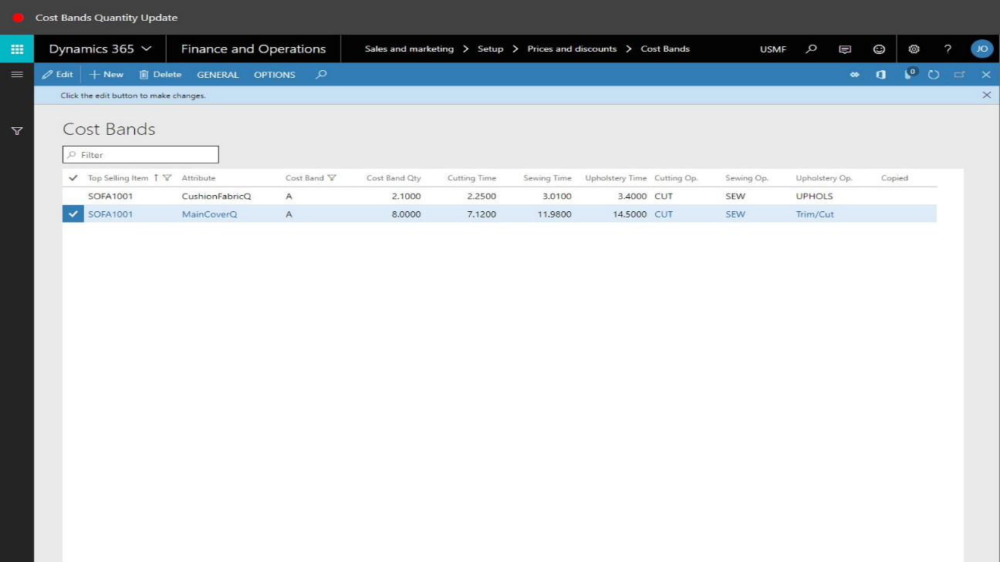 Cost Bands Quantity Update
Dynamics 365 Finance and Operations Sales and marketing > Setup > Prices and discounts > Cost Bands USMF ? JO
Edit + New Delete GENERAL OPTIONS 0
Click the edit button to make changes.
Cost Bands
Filter
Top Selling Item ↑ Attribute Cost Band Cost Band Qty Cutting Time Sewing Time Upholstery Time Cutting Op. Sewing Op. Upholstery Op. Copied
SOFA1001 CushionFabricQ A 2.1000 2.2500 3.0100 3.4000 CUT SEW UPHOLS
SOFA1001 MainCoverQ A 8.0000 7.1200 11.9800 14.5000 CUT SEW Trim/Cut